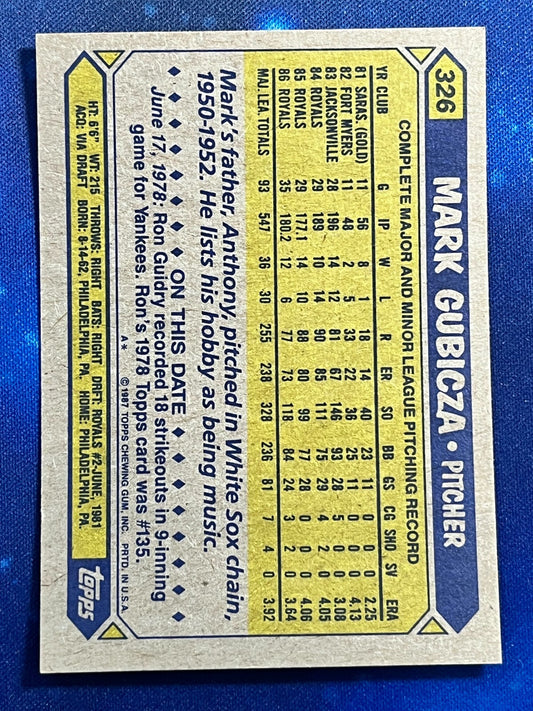 326
MARK GUBICZA • PITCHER
COMPLETE MAJOR AND MINOR LEAGUE PITCHING RECORD
YR CLUB G IP W L R ER SO BB GS CG SHO SV ERA
81 SARAS. (GOLD) 11 56 8 1 18 14 40 23 11 0 0 0 2.25
82 FORT MYERS 11 48 2 5 33 22 36 25 11 0 0 0 4.13
83 JACKSONVILLE 28 196 14 12 81 67 146 93 28 5 0 0 3.08
84 ROYALS 29 189 10 14 90 85 111 75 29 4 2 0 4.05
85 ROYALS 29 177.1 14 10 88 80 99 77 28 0 0 0 4.06
86 ROYALS 35 180.2 12 6 77 73 118 84 24 3 2 0 3.64
MAJ. LEA. TOTALS 93 547 36 30 255 238 328 236 81 7 4 0 3.92
Mark's father, Anthony, pitched in White Sox chain,
1950-1952. He lists his hobby as being music.
♦ ♦ ♦ ♦ ♦ ON THIS DATE ♦ ♦ ♦ ♦ ♦
June 17, 1978: Ron Guidry recorded 18 strikeouts in 9-inning
game for Yankees. Ron's 1978 Topps card was #135.
A* © 1987 TOPPS CHEWING GUM, INC. PRTD. IN U.S.A.
HT: 6'6" WT: 215 THROWS: RIGHT BATS: RIGHT DRFT: ROYALS #2-JUNE, 1981
ACQ: VIA DRAFT BORN: 8-14-62, PHILADELPHIA, PA. HOME: PHILADELPHIA, PA.
topps